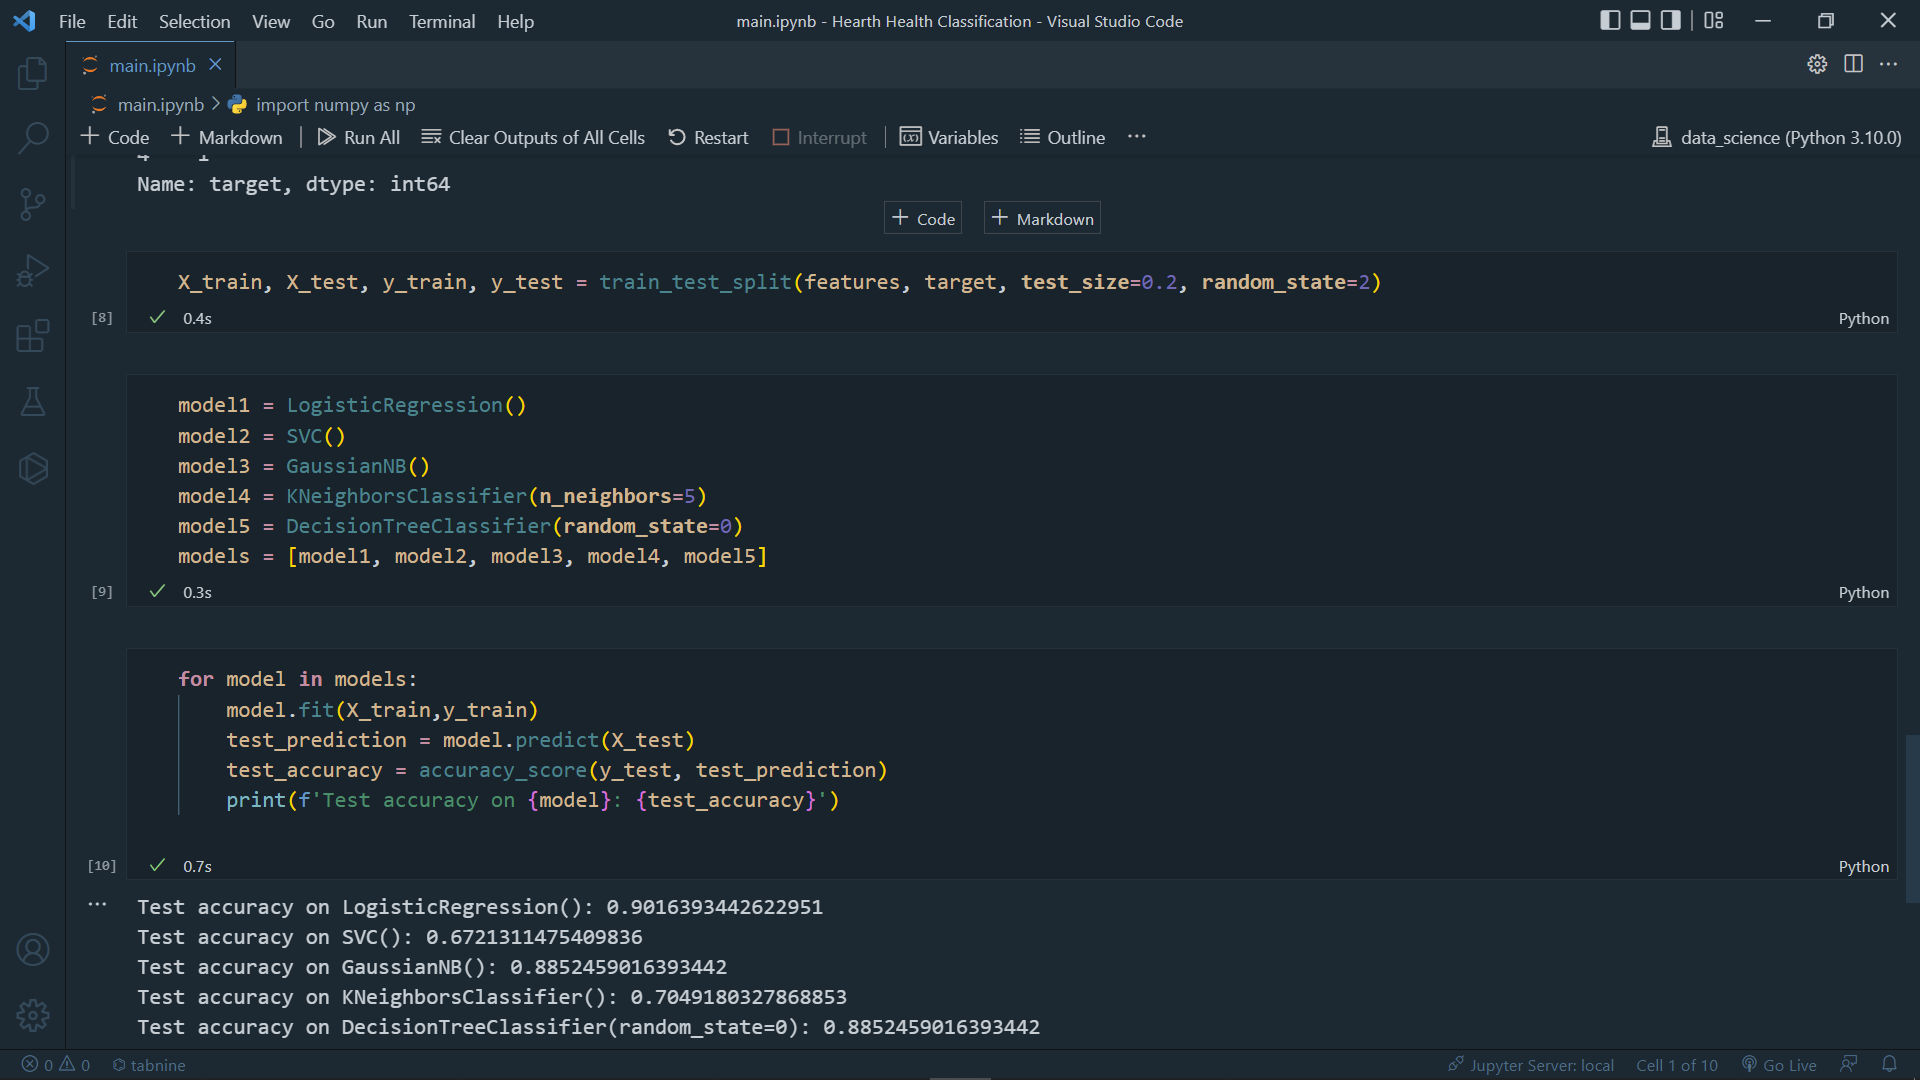 File Edit Selection View Go Run Terminal Help
main.ipynb - Hearth Health Classification - Visual Studio Code
main.ipynb
main.ipynb > import numpy as np
+ Code + Markdown | Run All Clear Outputs of All Cells Restart Interrupt | Variables Outline ...
data_science (Python 3.10.0)
Name: target, dtype: int64
+ Code + Markdown
X_train, X_test, y_train, y_test = train_test_split(features, target, test_size=0.2, random_state=2)
[8] 0.4s Python
model1 = LogisticRegression()
model2 = SVC()
model3 = GaussianNB()
model4 = KNeighborsClassifier(n_neighbors=5)
model5 = DecisionTreeClassifier(random_state=0)
models = [model1, model2, model3, model4, model5]
[9] 0.3s Python
for model in models:
model.fit(X_train,y_train)
test_prediction = model.predict(X_test)
test_accuracy = accuracy_score(y_test, test_prediction)
print(f'Test accuracy on {model}: {test_accuracy}')
[10] 0.7s Python
Test accuracy on LogisticRegression(): 0.9016393442622951
Test accuracy on SVC(): 0.6721311475409836
Test accuracy on GaussianNB(): 0.8852459016393442
Test accuracy on KNeighborsClassifier(): 0.7049180327868853
Test accuracy on DecisionTreeClassifier(random_state=0): 0.8852459016393442
0 0 tabnine
Jupyter Server: local Cell 1 of 10 Go Live